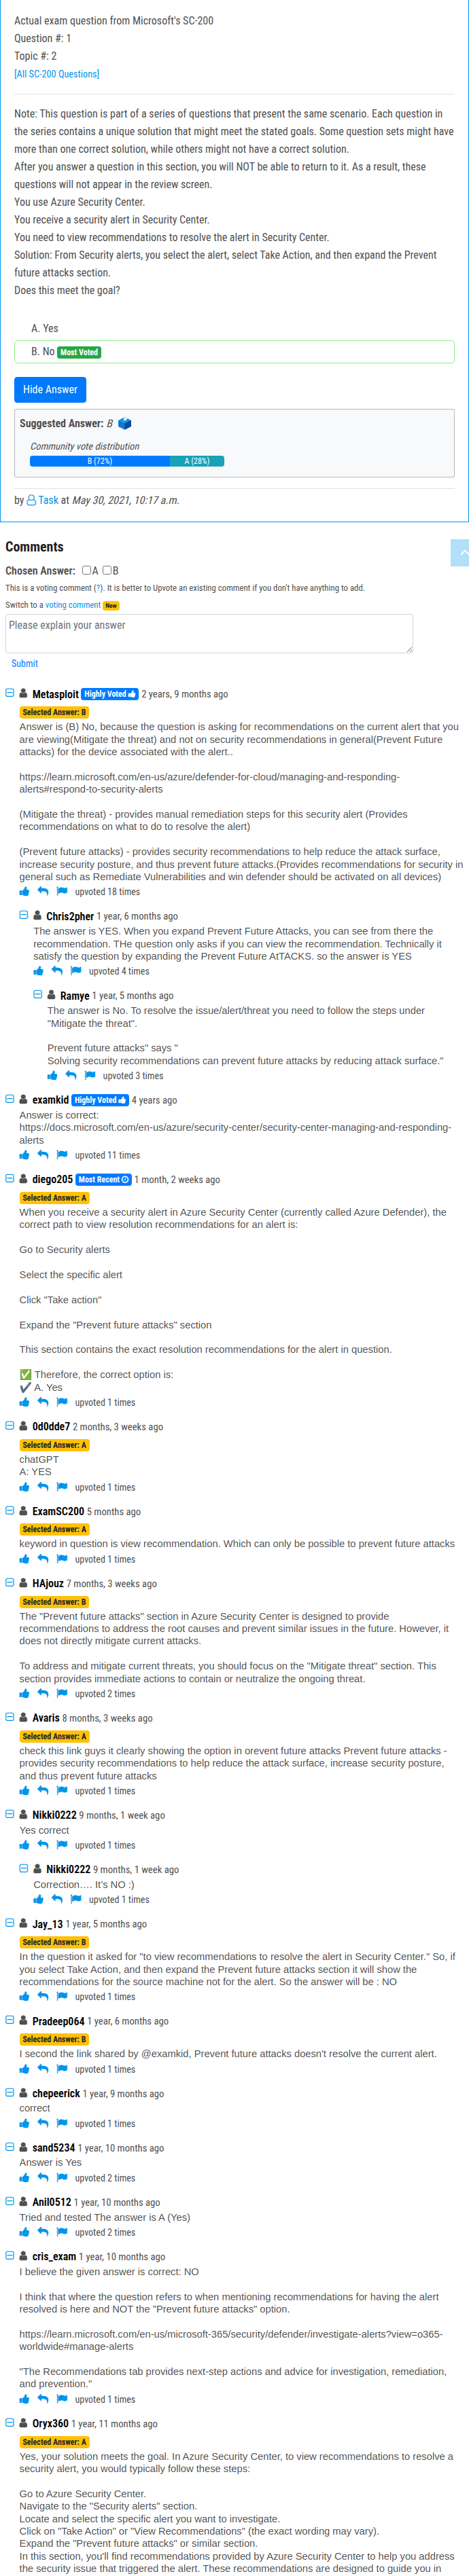 Actual exam question from Microsoft's SC-200
Question #: 1
Topic #: 2
[All SC-200 Questions]
Note: This question is part of a series of questions that present the same scenario. Each question in
the series contains a unique solution that might meet the stated goals. Some question sets might have
more than one correct solution, while others might not have a correct solution.
After you answer a question in this section, you will NOT be able to return to it. As a result, these
questions will not appear in the review screen.
You use Azure Security Center.
You receive a security alert in Security Center.
You need to view recommendations to resolve the alert in Security Center.
Solution: From Security alerts, you select the alert, select Take Action, and then expand the Prevent
future attacks section.
Does this meet the goal?
A. Yes
B. No Most Voted
Hide Answer
Suggested Answer: B
Community vote distribution
B (72%) A (28%)
by Task at May 30, 2021, 10:17 a.m.
Comments
Chosen Answer: A B
This is a voting comment (?). It is better to Upvote an existing comment if you don't have anything to add.
Switch to a voting comment New
Please explain your answer
Submit
Metasploit Highly Voted 2 years, 9 months ago
Selected Answer: B
Answer is (B) No, because the question is asking for recommendations on the current alert that you
are viewing(Mitigate the threat) and not on security recommendations in general(Prevent Future
attacks) for the device associated with the alert..
https://learn.microsoft.com/en-us/azure/defender-for-cloud/managing-and-responding-
alerts#respond-to-security-alerts
(Mitigate the threat) - provides manual remediation steps for this security alert (Provides
recommendations on what to do to resolve the alert)
(Prevent future attacks) - provides security recommendations to help reduce the attack surface,
increase security posture, and thus prevent future attacks.(Provides recommendations for security in
general such as Remediate Vulnerabilities and win defender should be activated on all devices)
upvoted 18 times
Chris2pher 1 year, 6 months ago
The answer is YES. When you expand Prevent Future Attacks, you can see from there the
recommendation. THe question only asks if you can view the recommendation. Technically it
satisfy the question by expanding the Prevent Future AtTACKS. so the answer is YES
upvoted 4 times
Ramye 1 year, 5 months ago
The answer is No. To resolve the issue/alert/threat you need to follow the steps under
"Mitigate the threat".
Prevent future attacks" says "
Solving security recommendations can prevent future attacks by reducing attack surface."
upvoted 3 times
examkid Highly Voted 4 years ago
Answer is correct:
https://docs.microsoft.com/en-us/azure/security-center/security-center-managing-and-responding-
alerts
upvoted 11 times
diego205 Most Recent 1 month, 2 weeks ago
Selected Answer: A
When you receive a security alert in Azure Security Center (currently called Azure Defender), the
correct path to view resolution recommendations for an alert is:
Go to Security alerts
Select the specific alert
Click "Take action"
Expand the "Prevent future attacks" section
This section contains the exact resolution recommendations for the alert in question.
✅ Therefore, the correct option is:
✔️ A. Yes
upvoted 1 times
0d0dde7 2 months, 3 weeks ago
Selected Answer: A
chatGPT
A: YES
upvoted 1 times
ExamSC200 5 months ago
Selected Answer: A
keyword in question is view recommendation. Which can only be possible to prevent future attacks
upvoted 1 times
HAjouz 7 months, 3 weeks ago
Selected Answer: B
The "Prevent future attacks" section in Azure Security Center is designed to provide
recommendations to address the root causes and prevent similar issues in the future. However, it
does not directly mitigate current attacks.
To address and mitigate current threats, you should focus on the "Mitigate threat" section. This
section provides immediate actions to contain or neutralize the ongoing threat.
upvoted 2 times
Avaris 8 months, 3 weeks ago
Selected Answer: A
check this link guys it clearly showing the option in orevent future attacks Prevent future attacks -
provides security recommendations to help reduce the attack surface, increase security posture,
and thus prevent future attacks
upvoted 1 times
Nikki0222 9 months, 1 week ago
Yes correct
upvoted 1 times
Nikki0222 9 months, 1 week ago
Correction.... It's NO :)
upvoted 1 times
Jay_13 1 year, 5 months ago
Selected Answer: B
In the question it asked for "to view recommendations to resolve the alert in Security Center." So, if
you select Take Action, and then expand the Prevent future attacks section it will show the
recommendations for the source machine not for the alert. So the answer will be : NO
upvoted 1 times
Pradeep064 1 year, 6 months ago
Selected Answer: B
I second the link shared by @examkid, Prevent future attacks doesn't resolve the current alert.
upvoted 1 times
chepeerick 1 year, 9 months ago
correct
upvoted 1 times
sand5234 1 year, 10 months ago
Answer is Yes
upvoted 2 times
Anil0512 1 year, 10 months ago
Tried and tested The answer is A (Yes)
upvoted 2 times
cris_exam 1 year, 10 months ago
I believe the given answer is correct: NO
I think that where the question refers to when mentioning recommendations for having the alert
resolved is here and NOT the "Prevent future attacks" option.
https://learn.microsoft.com/en-us/microsoft-365/security/defender/investigate-alerts?view=o365-
worldwide#manage-alerts
"The Recommendations tab provides next-step actions and advice for investigation, remediation,
and prevention."
upvoted 1 times
Oryx360 1 year, 11 months ago
Selected Answer: A
Yes, your solution meets the goal. In Azure Security Center, to view recommendations to resolve a
security alert, you would typically follow these steps:
Go to Azure Security Center.
Navigate to the "Security alerts" section.
Locate and select the specific alert you want to investigate.
Click on "Take Action" or "View Recommendations" (the exact wording may vary).
Expand the "Prevent future attacks" or similar section.
In this section, you'll find recommendations provided by Azure Security Center to help you address
the security issue that triggered the alert. These recommendations are designed to guide you in